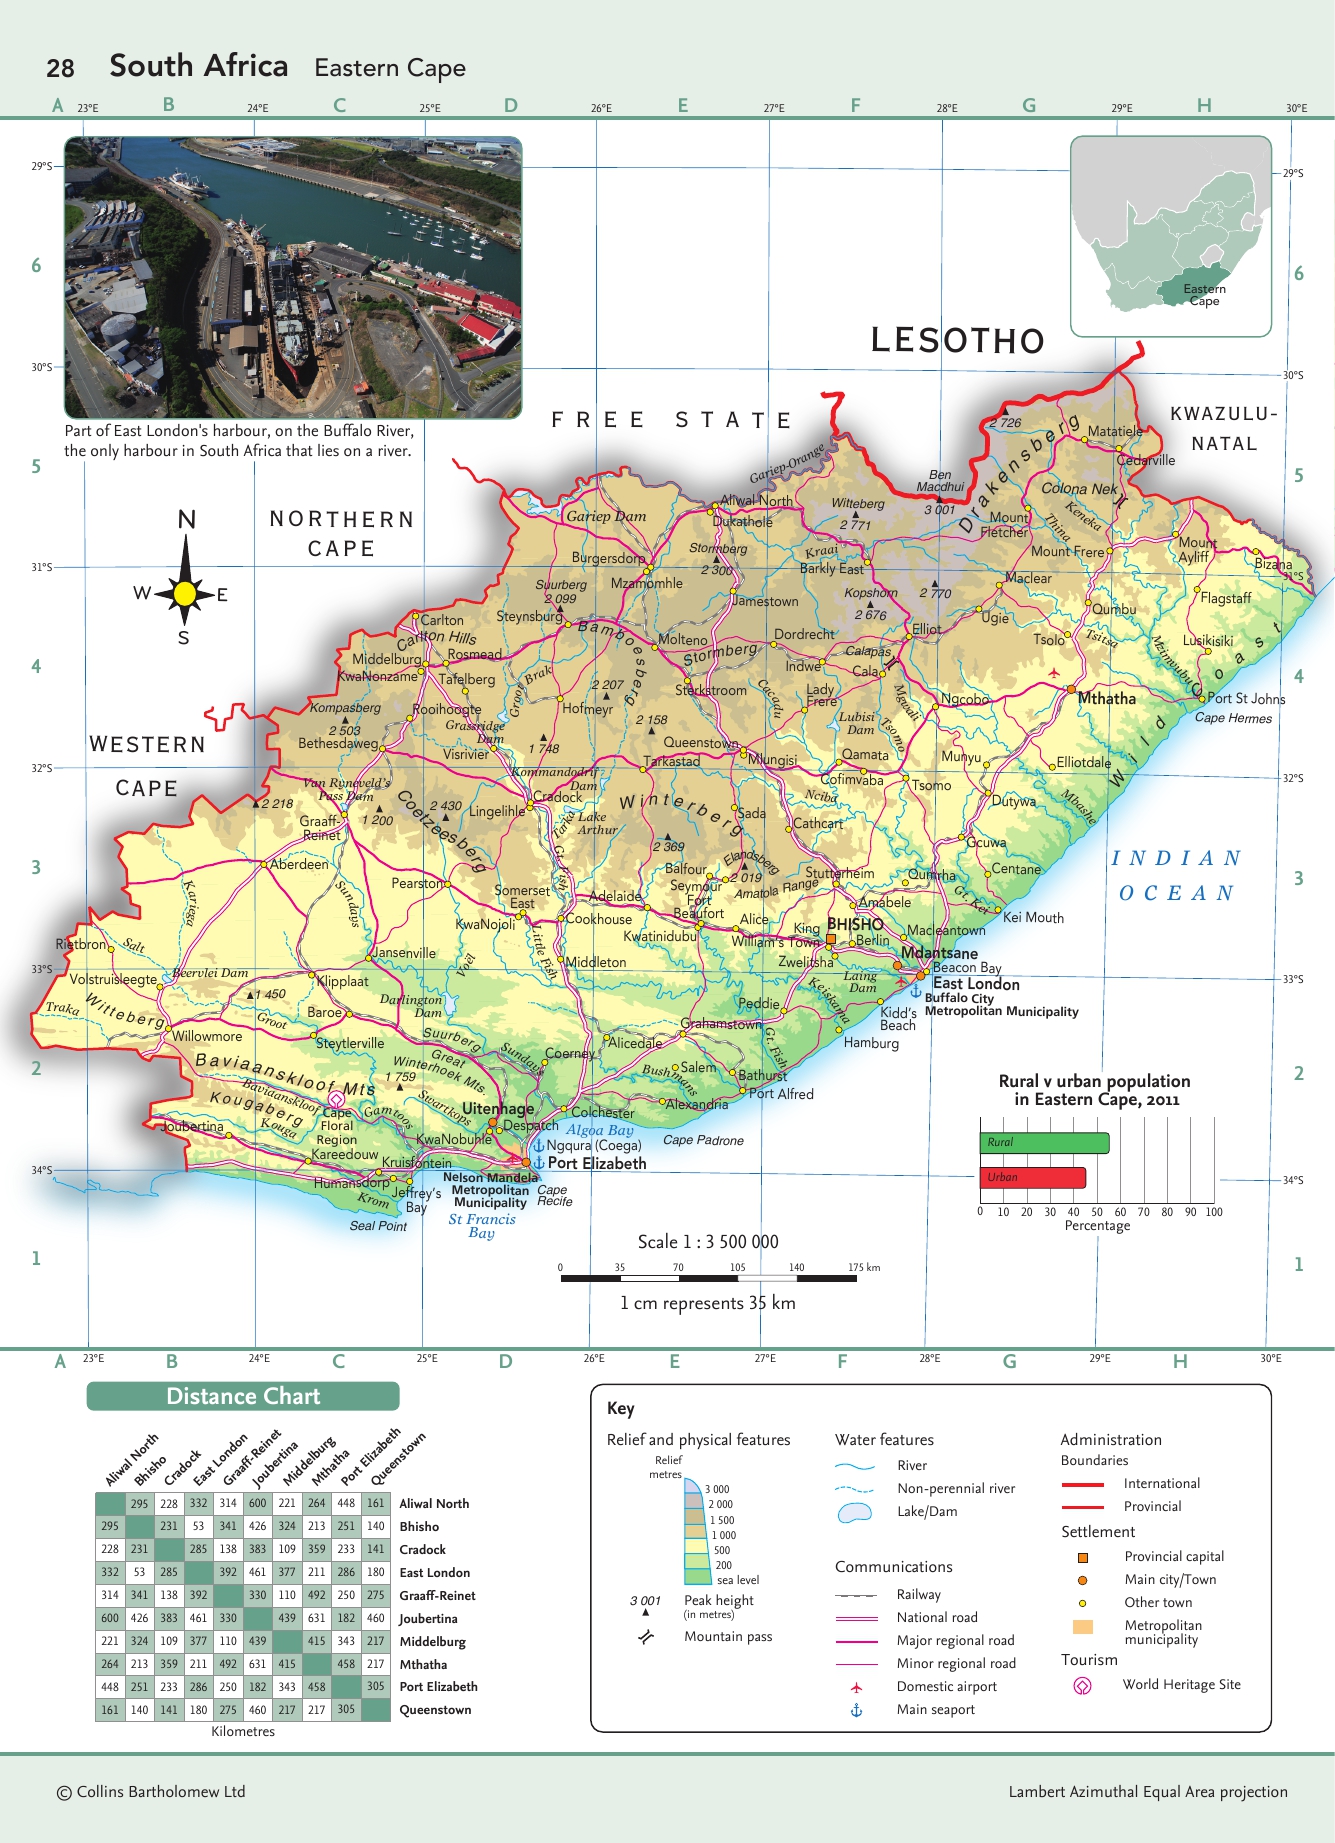 28 South Africa Eastern Cape
A 23°E B 24°E C 25°E D 26°E E 27°E F 28°E G 29°E H 30°E
29°S
29°S
6
6
Eastern
Cape
30°S
30°S
Part of East London's harbour, on the Buffalo River,
the only harbour in South Africa that lies on a river.
LESOTHO
FREE STATE
KWAZULU-
NATAL
5
5
NORTHERN
CAPE
N
W E
S
WESTERN
CAPE
31°S
31°S
4
4
32°S
32°S
3
3
33°S
33°S
2
2
34°S
34°S
1
1
INDIAN
OCEAN
2 726
Matatiele
Cedarville
Drakensberg
Colona Nek
Keneka
Thina
Gariep-Orange
Ben
Macdhui
3 001
Witteberg
2 771
Mount
Fletcher
Mount Frere
Mount
Ayliff
Bizana
Flagstaff
Lusikisiki
Aliwal North
Dukathole
Gariep Dam
Burgersdorp
Mzamomhle
Stormberg
2 300
Kraai
Barkly East
Kopshorn
2 676
2 770
Maclear
Ugie
Qumbu
Tsolo
Tsitsa
Mzimvubu
Suurberg
2 099
Steynsburg
Jamestown
Bamboesberg
Molteno
Stormberg
Dordrecht
Indwe
Calapas
Cala
Elliot
Carlton
Carlton Hills
Middelburg
Rosmead
KwaNonzame
Tafelberg
Groot Brak
Hofmeyr
2 207
2 158
Sterkstroom
Cacadu
Lady
Frere
Lubisi
Dam
Mgwali
Tsomo
Ngcobo
Mthatha
Port St Johns
Cape Hermes
Wild Coast
Kompasberg
2 503
Rooihoogte
Grassridge
Dam
Bethesdaweg
Visrivier
1 748
Queenstown
Mlungisi
Tarkastad
Qamata
Cofimvaba
Tsomo
Munyu
Elliotdale
Mbashe
Dutywa
Van Ryneveld's
Pass Dam
2 218
Graaff-
Reinet
1 200
2 430
Coetzeesberg
Kommandodrif
Dam
Cradock
Lingelihle
Tarka
Lake
Arthur
Winterberg
2 369
Sada
Nciba
Cathcart
Gcuwa
Centane
Aberdeen
Kariega
Sundays
Pearston
Somerset
East
KwaNojoli
Gt. Fish
Little Fish
Adelaide
Cookhouse
Balfour
Seymour
Elandsberg
2 019
Fort
Beaufort
Kwatinidubu
Amatola Range
Alice
Stutterheim
Qumrha
Gt. Kei
Kei Mouth
Amabele
BHISHO
King
William's Town
Berlin
Macleantown
Zwelitsha
Mdantsane
Beacon Bay
East London
Buffalo City
Metropolitan Municipality
Laing
Dam
Kidd's
Beach
Hamburg
Keiskama
Peddie
Rietbron
Salt
Volstruisleegte
Beervlei Dam
Jansenville
Klipplaat
Voel
Middleton
Traka
Witteberg
Willowmore
1 450
Groot
Baroe
Steytlerville
Darlington
Dam
Suurberg
Great
Winterhoek Mts.
1 759
Sundays
Coerney
Alicedale
Grahamstown
Gt. Fish
Salem
Bushmans
Bathurst
Port Alfred
Alexandria
Baviaanskloof Mts
Baviaanskloof
Kougaberg
Kouga
Joubertina
Cape
Floral
Region
Gamtoos
Swartkops
Uitenhage
Despatch
KwaNobuhle
Colchester
Algoa Bay
Cape Padrone
Ngqura (Coega)
Port Elizabeth
Kareedouw
Kruisfontein
Humansdorp
Jeffrey's
Bay
Krom
Seal Point
Nelson Mandela
Metropolitan
Municipality
Cape
Recife
St Francis
Bay
Rural v urban population
in Eastern Cape, 2011
Rural
Urban
0 10 20 30 40 50 60 70 80 90 100
Percentage
Scale 1 : 3 500 000
0 35 70 105 140 175 km
1 cm represents 35 km
A 23°E B 24°E C 25°E D 26°E E 27°E F 28°E G 29°E H 30°E
Distance Chart
Aliwal North Bhisho Cradock East London Graaff-Reinet Joubertina Middelburg Mthatha Port Elizabeth Queenstown
295 228 332 314 600 221 264 448 161 Aliwal North
295 231 53 341 426 324 213 251 140 Bhisho
228 231 285 138 383 109 359 233 141 Cradock
332 53 285 392 461 377 211 286 180 East London
314 341 138 392 330 110 492 250 275 Graaff-Reinet
600 426 383 461 330 439 631 182 460 Joubertina
221 324 109 377 110 439 415 343 217 Middelburg
264 213 359 211 492 631 415 458 217 Mthatha
448 251 233 286 250 182 343 458 305 Port Elizabeth
161 140 141 180 275 460 217 217 305 Queenstown
Kilometres
Key
Relief and physical features
Relief
metres
3 000
2 000
1 500
1 000
500
200
sea level
3 001 Peak height
(in metres)
Mountain pass
Water features
River
Non-perennial river
Lake/Dam
Communications
Railway
National road
Major regional road
Minor regional road
Domestic airport
Main seaport
Administration
Boundaries
International
Provincial
Settlement
Provincial capital
Main city/Town
Other town
Metropolitan
municipality
Tourism
World Heritage Site
© Collins Bartholomew Ltd
Lambert Azimuthal Equal Area projection